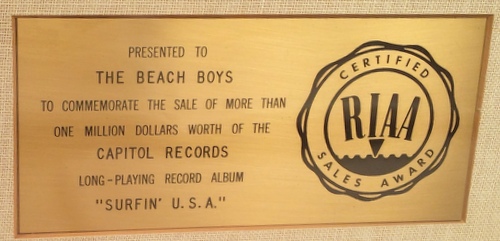 PRESENTED TO
THE BEACH BOYS
TO COMMEMORATE THE SALE OF MORE THAN
ONE MILLION DOLLARS WORTH OF THE
CAPITOL RECORDS
LONG-PLAYING RECORD ALBUM
"SURFIN' U.S.A."
CERTIFIED
RIAA
SALES AWARD